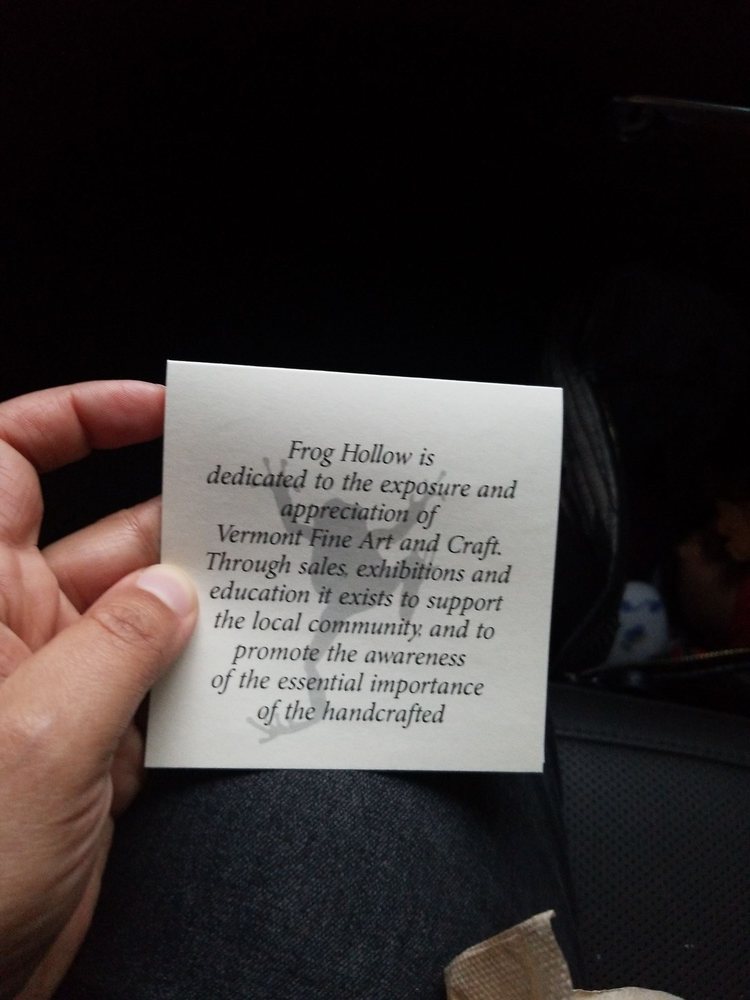 Frog Hollow is
dedicated to the exposure and
appreciation of
Vermont Fine Art and Craft.
Through sales, exhibitions and
education it exists to support
the local community, and to
promote the awareness
of the essential importance
of the handcrafted